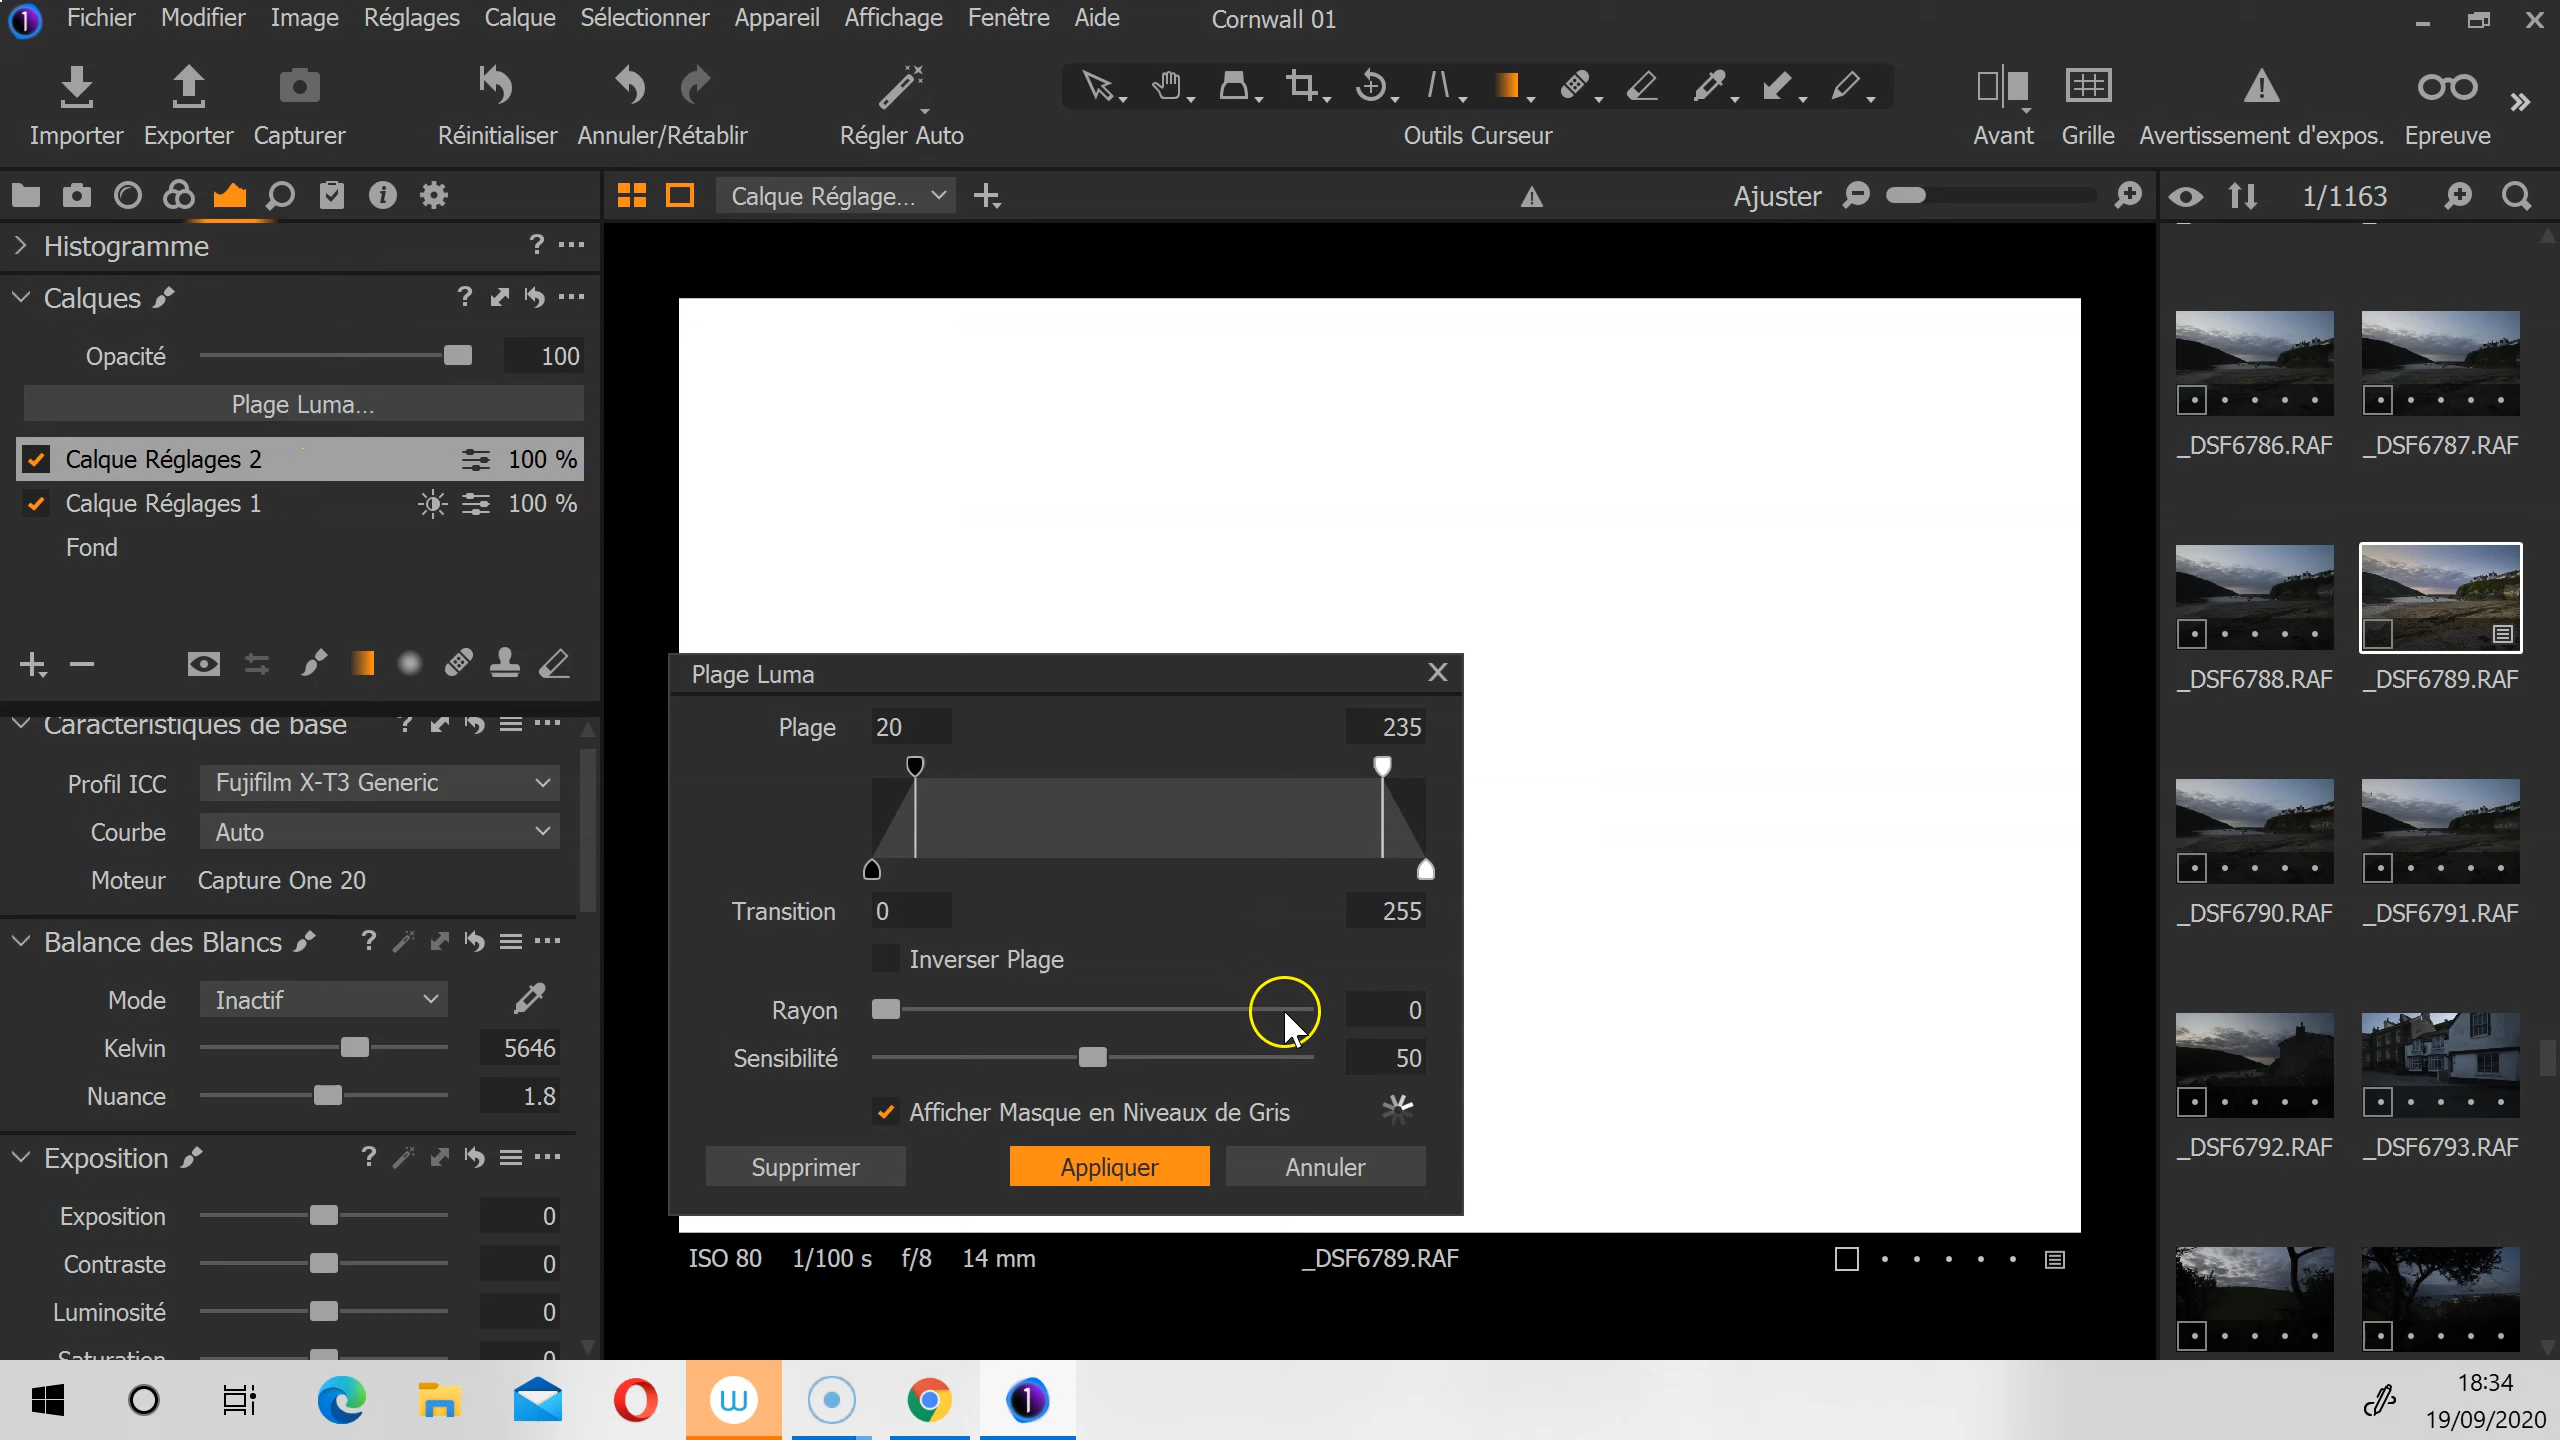 Fichier Modifier Image Réglages Calque Sélectionner Appareil Affichage Fenêtre Aide Cornwall 01
Importer Exporter Capturer Réinitialiser Annuler/Rétablir Régler Auto Outils Curseur Avant Grille Avertissement d'expos. Epreuve
Calque Réglage... Ajuster 1/1163
Histogramme ?
Calques ?
Opacité 100
Plage Luma...
Calque Réglages 2 100 %
Calque Réglages 1 100 %
Fond
Caractéristiques de base ?
Profil ICC Fujifilm X-T3 Generic
Courbe Auto
Moteur Capture One 20
Balance des Blancs ?
Mode Inactif
Kelvin 5646
Nuance 1.8
Exposition ?
Exposition 0
Contraste 0
Luminosité 0
Saturation 0
Plage Luma X
Plage 20 235
Transition 0 255
Inverser Plage
Rayon 0
Sensibilité 50
Afficher Masque en Niveaux de Gris
Supprimer Appliquer Annuler
ISO 80 1/100 s f/8 14 mm _DSF6789.RAF
_DSF6786.RAF _DSF6787.RAF
_DSF6788.RAF _DSF6789.RAF
_DSF6790.RAF _DSF6791.RAF
_DSF6792.RAF _DSF6793.RAF
18:34
19/09/2020